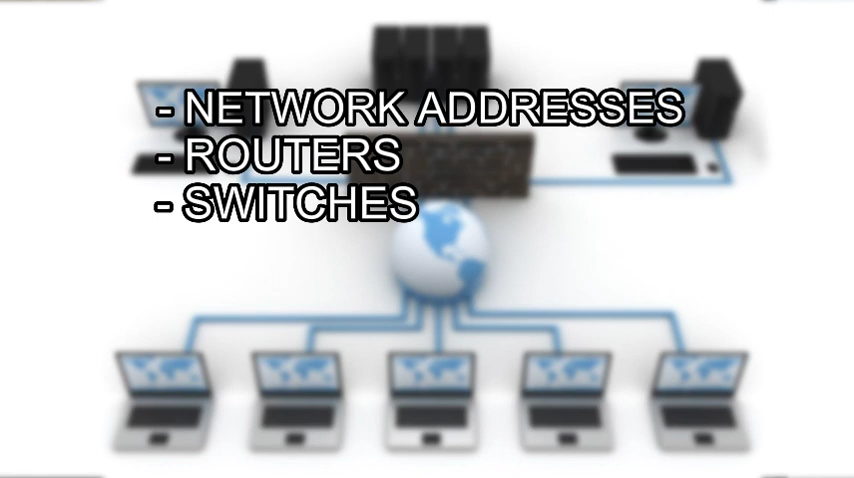 - NETWORK ADDRESSES
- ROUTERS
- SWITCHES